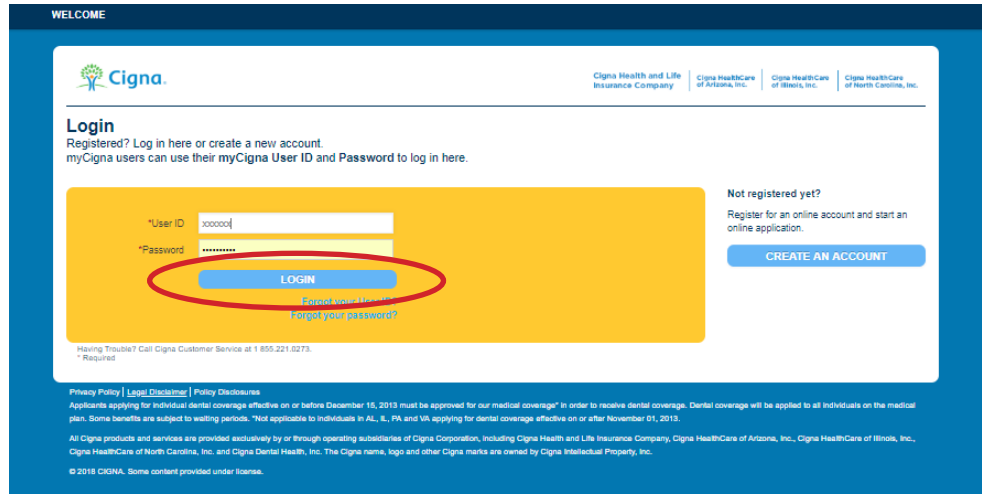 WELCOME
Cigna.
Cigna Health and Life
Insurance Company
Cigna HealthCare
of Arizona, Inc.
Cigna HealthCare
of Illinois, Inc.
Cigna HealthCare
of North Carolina, Inc.
Login
Registered? Log in here or create a new account.
myCigna users can use their myCigna User ID and Password to log in here.
*User ID
xxxxxx
*Password ••••••••••
LOGIN
Forgot your User ID?
Forgot your password?
Not registered yet?
Register for an online account and start an
online application.
CREATE AN ACCOUNT
Having Trouble? Call Cigna Customer Service at 1 855.221.0273.
* Required
Privacy Policy | Legal Disclaimer | Policy Disclosures
Applicants applying for individual dental coverage effective on or before December 15, 2013 must be approved for our medical coverage* in order to receive dental coverage. Dental coverage will be applied to all individuals on the medical
plan. Some benefits are subject to waiting periods. *Not applicable to individuals in AL, IL, PA and VA applying for dental coverage effective on or after November 01, 2013.
All Cigna products and services are provided exclusively by or through operating subsidiaries of Cigna Corporation, including Cigna Health and Life Insurance Company, Cigna HealthCare of Arizona, Inc., Cigna HealthCare of Illinois, Inc.,
Cigna HealthCare of North Carolina, Inc. and Cigna Dental Health, Inc. The Cigna name, logo and other Cigna marks are owned by Cigna Intellectual Property, Inc.
© 2018 CIGNA. Some content provided under license.